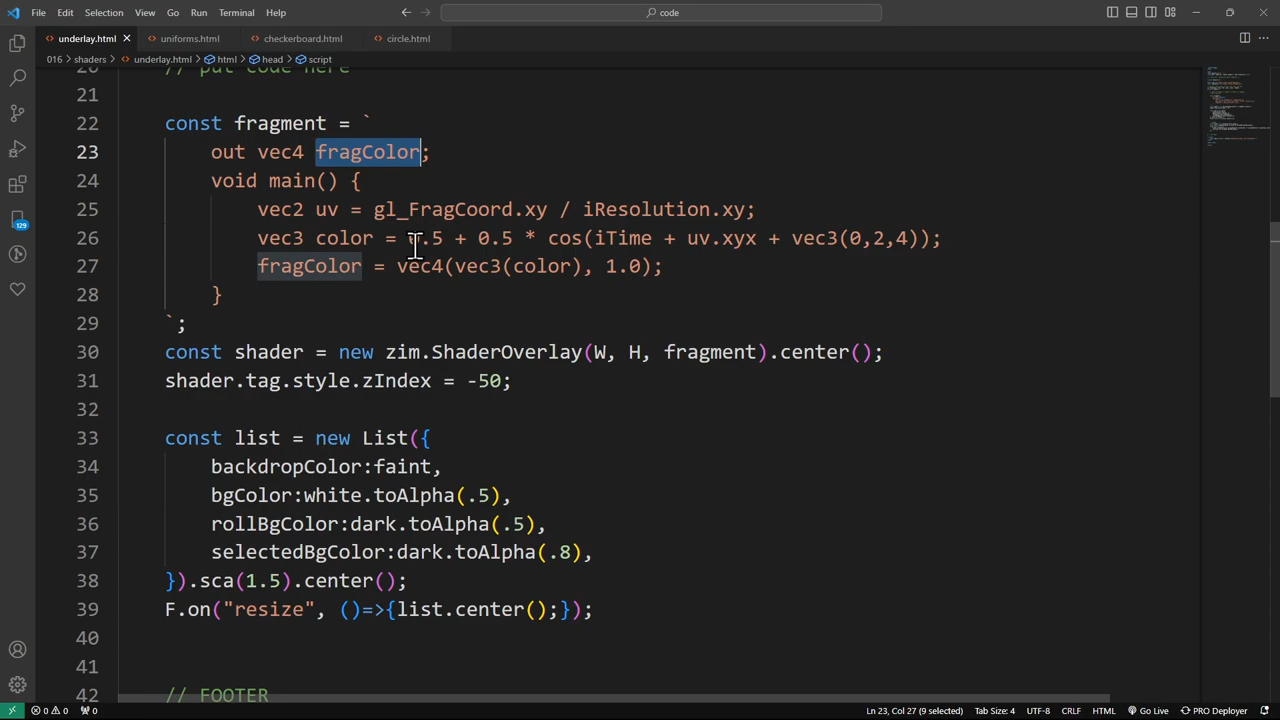 File Edit Selection View Go Run Terminal Help
code
underlay.html uniforms.html checkerboard.html circle.html
016 > shaders > underlay.html > html > head > script
20 // put code here
21
22 const fragment = `
23 out vec4 fragColor;
24 void main() {
25 vec2 uv = gl_FragCoord.xy / iResolution.xy;
26 vec3 color = 0.5 + 0.5 * cos(iTime + uv.xyx + vec3(0,2,4));
27 fragColor = vec4(vec3(color), 1.0);
28 }
29 `;
30 const shader = new zim.ShaderOverlay(W, H, fragment).center();
31 shader.tag.style.zIndex = -50;
32
33 const list = new List({
34 backdropColor:faint,
35 bgColor:white.toAlpha(.5),
36 rollBgColor:dark.toAlpha(.5),
37 selectedBgColor:dark.toAlpha(.8),
38 }).sca(1.5).center();
39 F.on("resize", ()=>{list.center();});
40
41
42 // FOOTER
129
0 0 0 Ln 23, Col 27 (9 selected) Tab Size: 4 UTF-8 CRLF HTML Go Live PRO Deployer